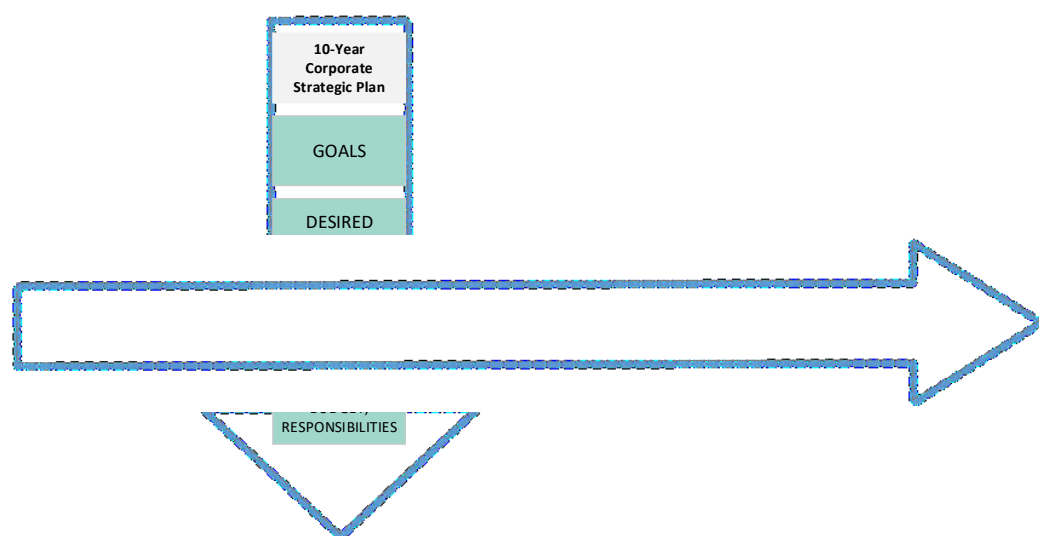 10-Year
Corporate
Strategic Plan
GOALS
DESIRED
RESPONSIBILITIES